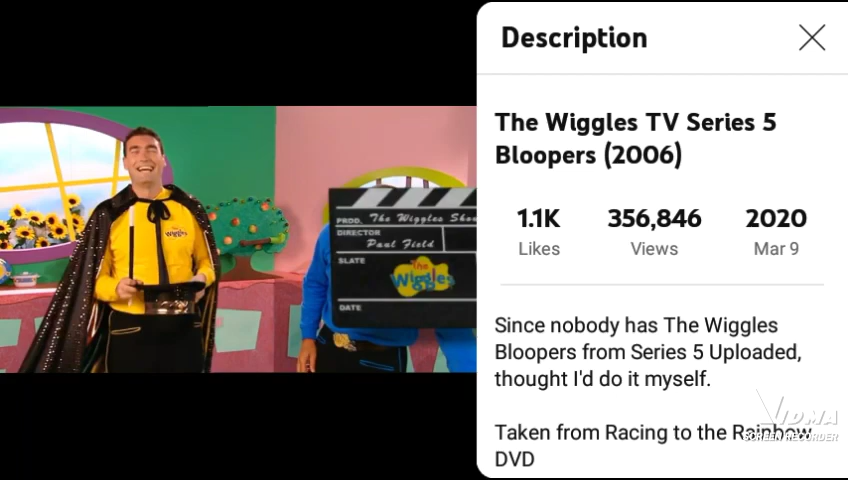 Description
The Wiggles TV Series 5
Bloopers (2006)
1.1K
Likes
356,846
Views
2020
Mar 9
Since nobody has The Wiggles
Bloopers from Series 5 Uploaded,
thought I'd do it myself.
Taken from Racing to the Rainbow
DVD
The
Wiggles
PROD. The Wiggles Show
DIRECTOR
Paul Field
SLATE
The
Wiggles
DATE
VIDMA
SCREEN RECORDER